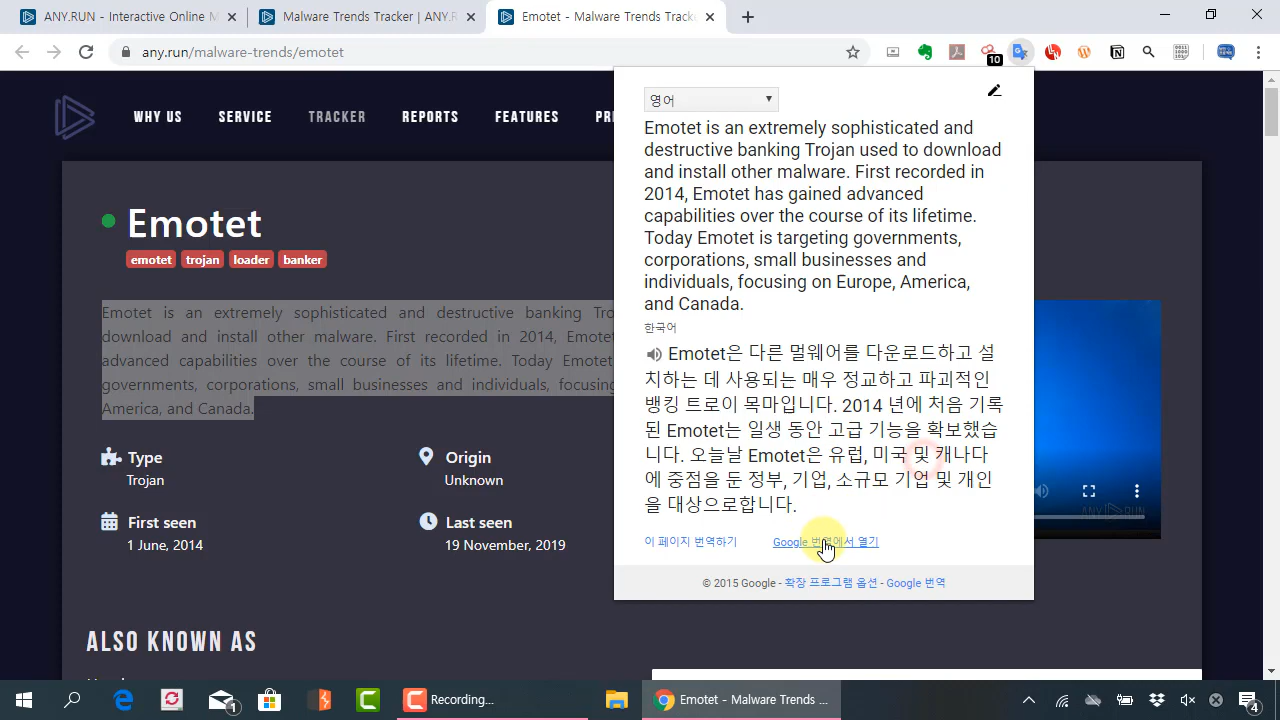 ANY.RUN - Interactive Online M
Malware Trends Tracker | ANY.R
Emotet - Malware Trends Track
any.run/malware-trends/emotet
10
WHY US
SERVICE
TRACKER
REPORTS
FEATURES
PRI
영어
Emotet is an extremely sophisticated and
destructive banking Trojan used to download
and install other malware. First recorded in
2014, Emotet has gained advanced
capabilities over the course of its lifetime.
Today Emotet is targeting governments,
corporations, small businesses and
individuals, focusing on Europe, America,
and Canada.
한국어
Emotet은 다른 멀웨어를 다운로드하고 설
치하는 데 사용되는 매우 정교하고 파괴적인
뱅킹 트로이 목마입니다. 2014 년에 처음 기록
된 Emotet는 일생 동안 고급 기능을 확보했습
니다. 오늘날 Emotet은 유럽, 미국 및 캐나다
에 중점을 둔 정부, 기업, 소규모 기업 및 개인
을 대상으로합니다.
이 페이지 번역하기
Google 번역에서 열기
© 2015 Google - 확장 프로그램 옵션 - Google 번역
Emotet
emotet
trojan
loader
banker
Emotet is an extremely sophisticated and destructive banking Tro
download and install other malware. First recorded in 2014, Emotet
advanced capabilities over the course of its lifetime. Today Emotet
governments, corporations, small businesses and individuals, focusing
America, and Canada.
Type
Trojan
Origin
Unknown
First seen
1 June, 2014
Last seen
19 November, 2019
ANY RUN
ALSO KNOWN AS
1
Recording...
Emotet – Malware Trends ...
4